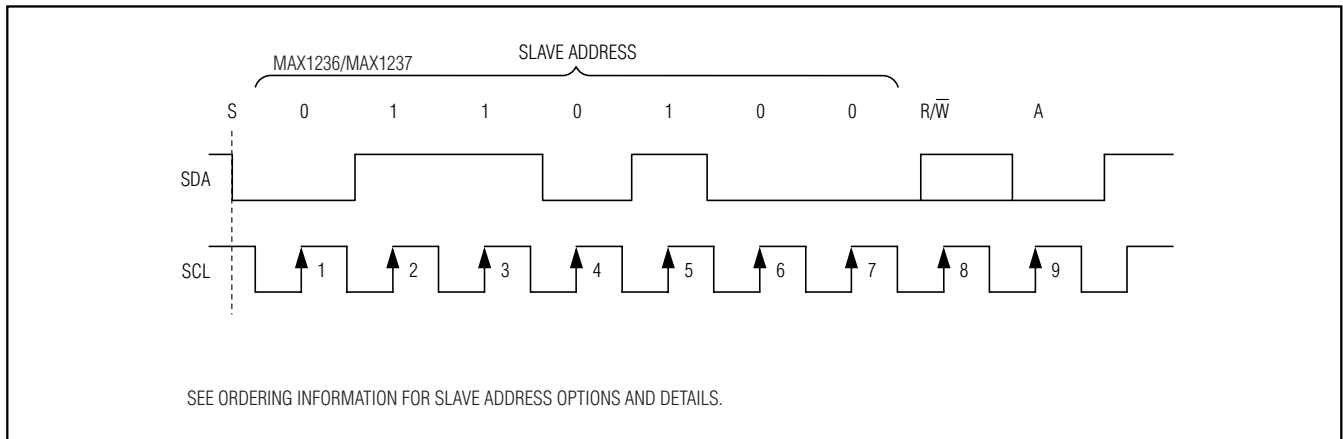 SLAVE ADDRESS
MAX1236/MAX1237
S 0 1 1 0 1 0 0 R/W̅ A
SDA
SCL 1 2 3 4 5 6 7 8 9
SEE ORDERING INFORMATION FOR SLAVE ADDRESS OPTIONS AND DETAILS.